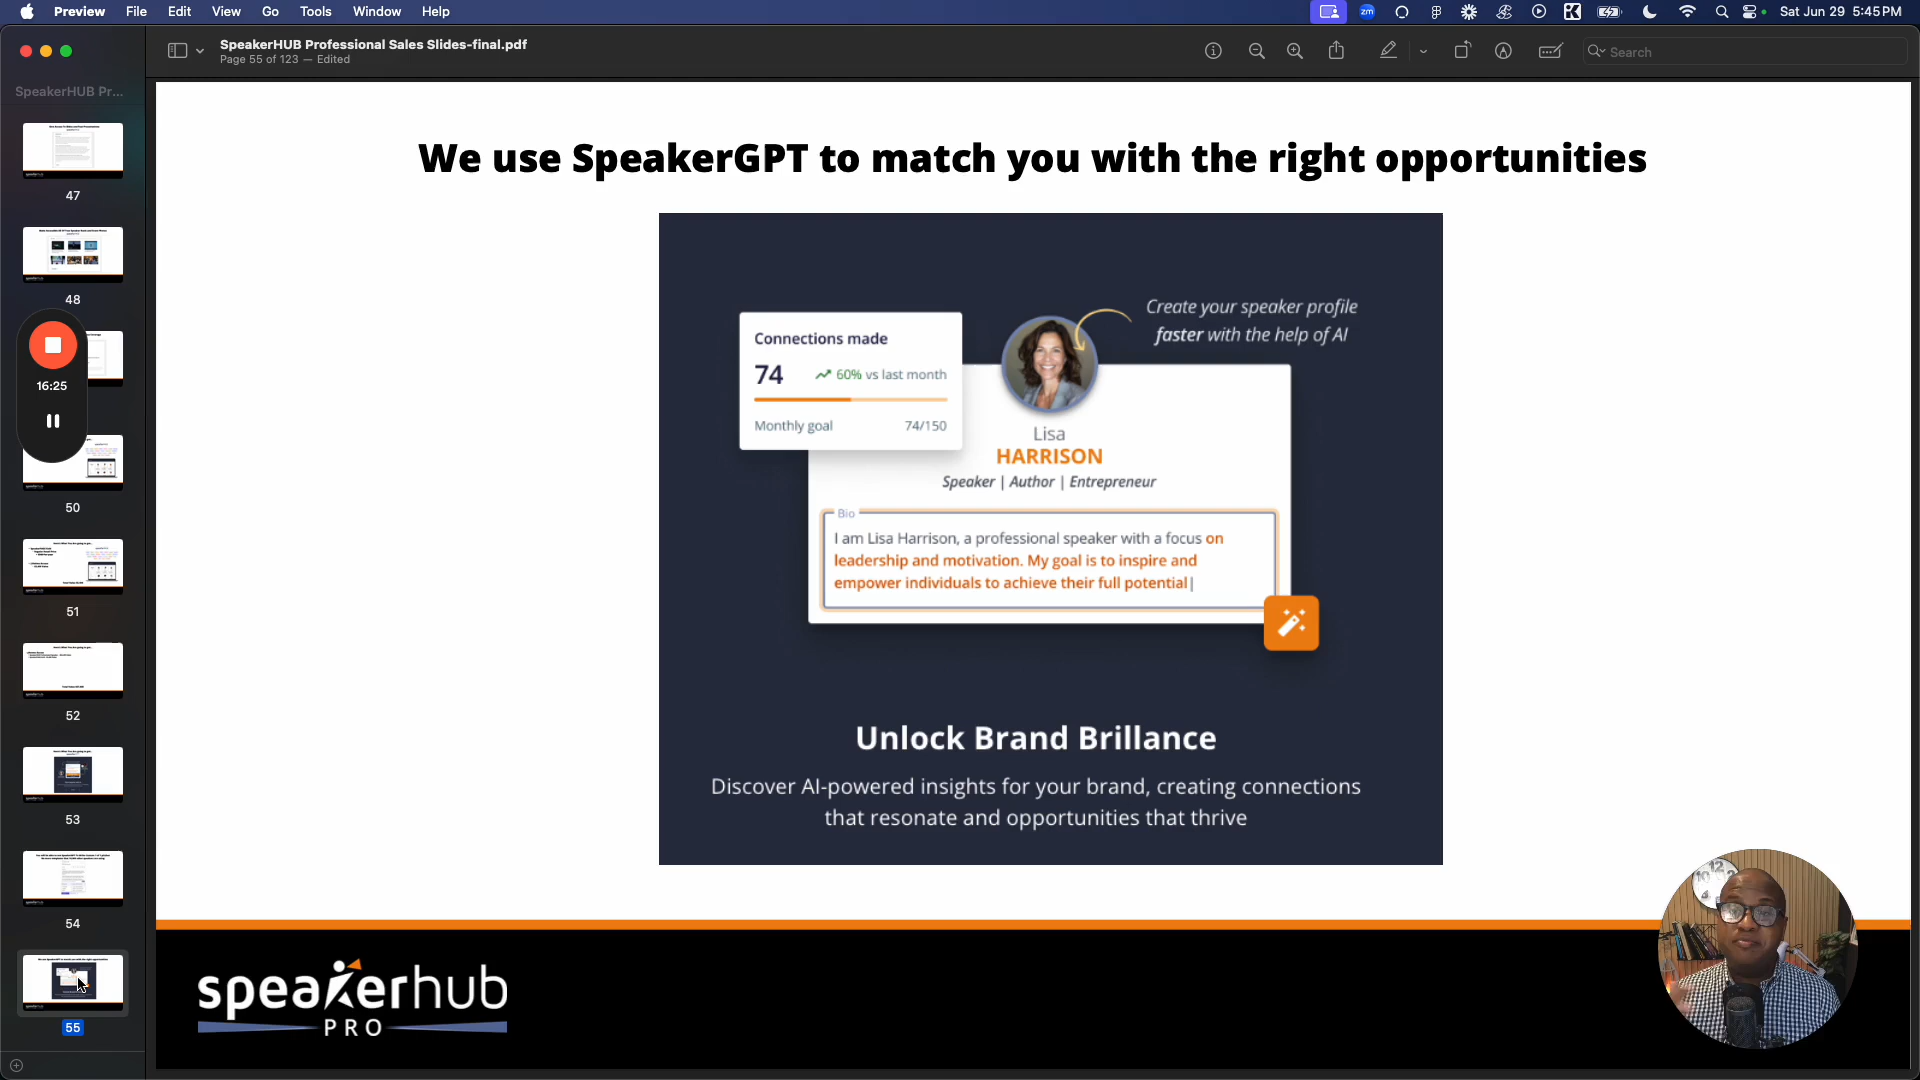 Preview File Edit View Go Tools Window Help
zm
Sat Jun 29 5:45 PM
SpeakerHUB Professional Sales Slides-final.pdf
Page 55 of 123 — Edited
Search
SpeakerHUB Pr...
47
48
16:25
50
51
52
53
54
55
We use SpeakerGPT to match you with the right opportunities
Create your speaker profile
faster with the help of AI
Connections made
74 60% vs last month
Monthly goal 74/150
Lisa
HARRISON
Speaker | Author | Entrepreneur
Bio
I am Lisa Harrison, a professional speaker with a focus on
leadership and motivation. My goal is to inspire and
empower individuals to achieve their full potential
Unlock Brand Brillance
Discover AI-powered insights for your brand, creating connections
that resonate and opportunities that thrive
speakerhub
PRO